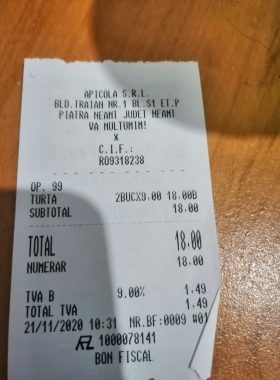 APICOLA S.R.L.
BLD.TRAIAN NR.1 BL.S1 ET.P
PIATRA NEAMT JUDET NEAMT
VA MULTUMIM!
x
C.I.F.:
RO9318238
OP. 99
TURTA 2BUCX9.00 18.00B
SUBTOTAL 18.00
TOTAL 18.00
NUMERAR 18.00
TVA B 9.00% 1.49
TOTAL TVA 1.49
21/11/2020 10:31 NR.BF:0009 #01
1000078141
BON FISCAL